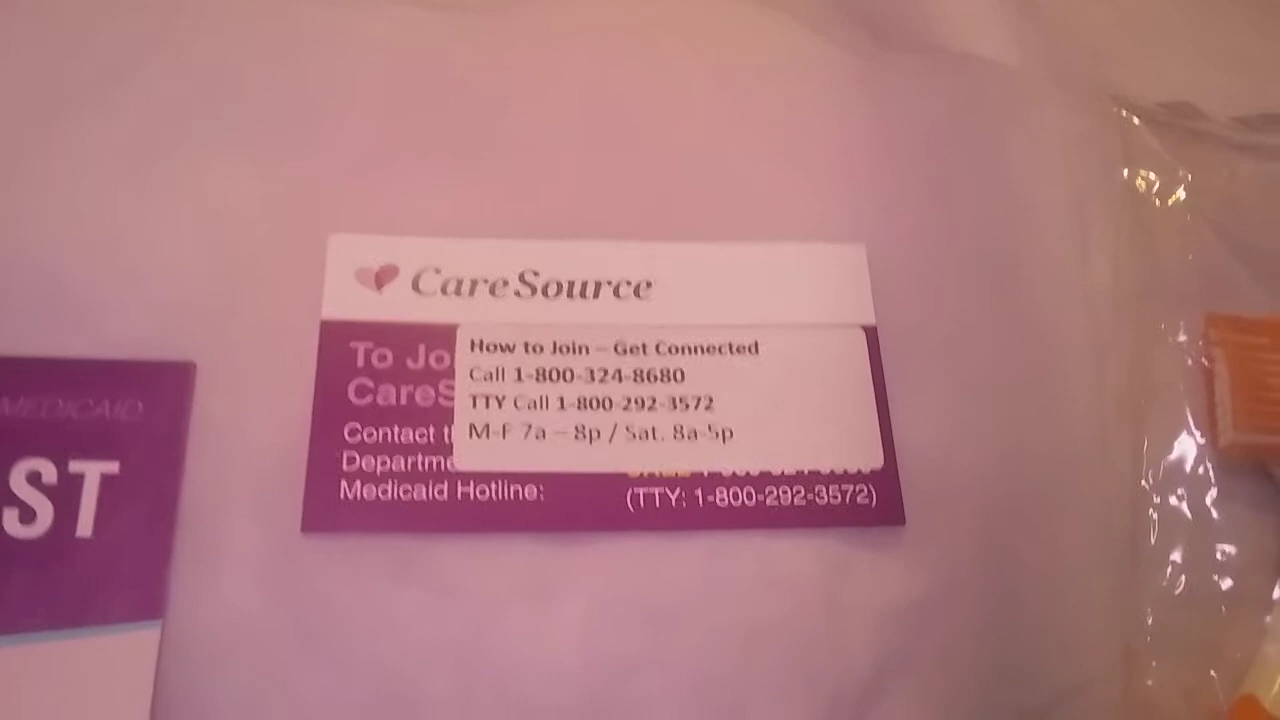 CareSource
To Jo
CareS
How to Join – Get Connected
Call 1-800-324-8680
TTY Call 1-800-292-3572
M-F 7a – 8p / Sat. 8a-5p
Contact t
Departme
Medicaid Hotline:
(TTY: 1-800-292-3572)
MEDICAID
ST